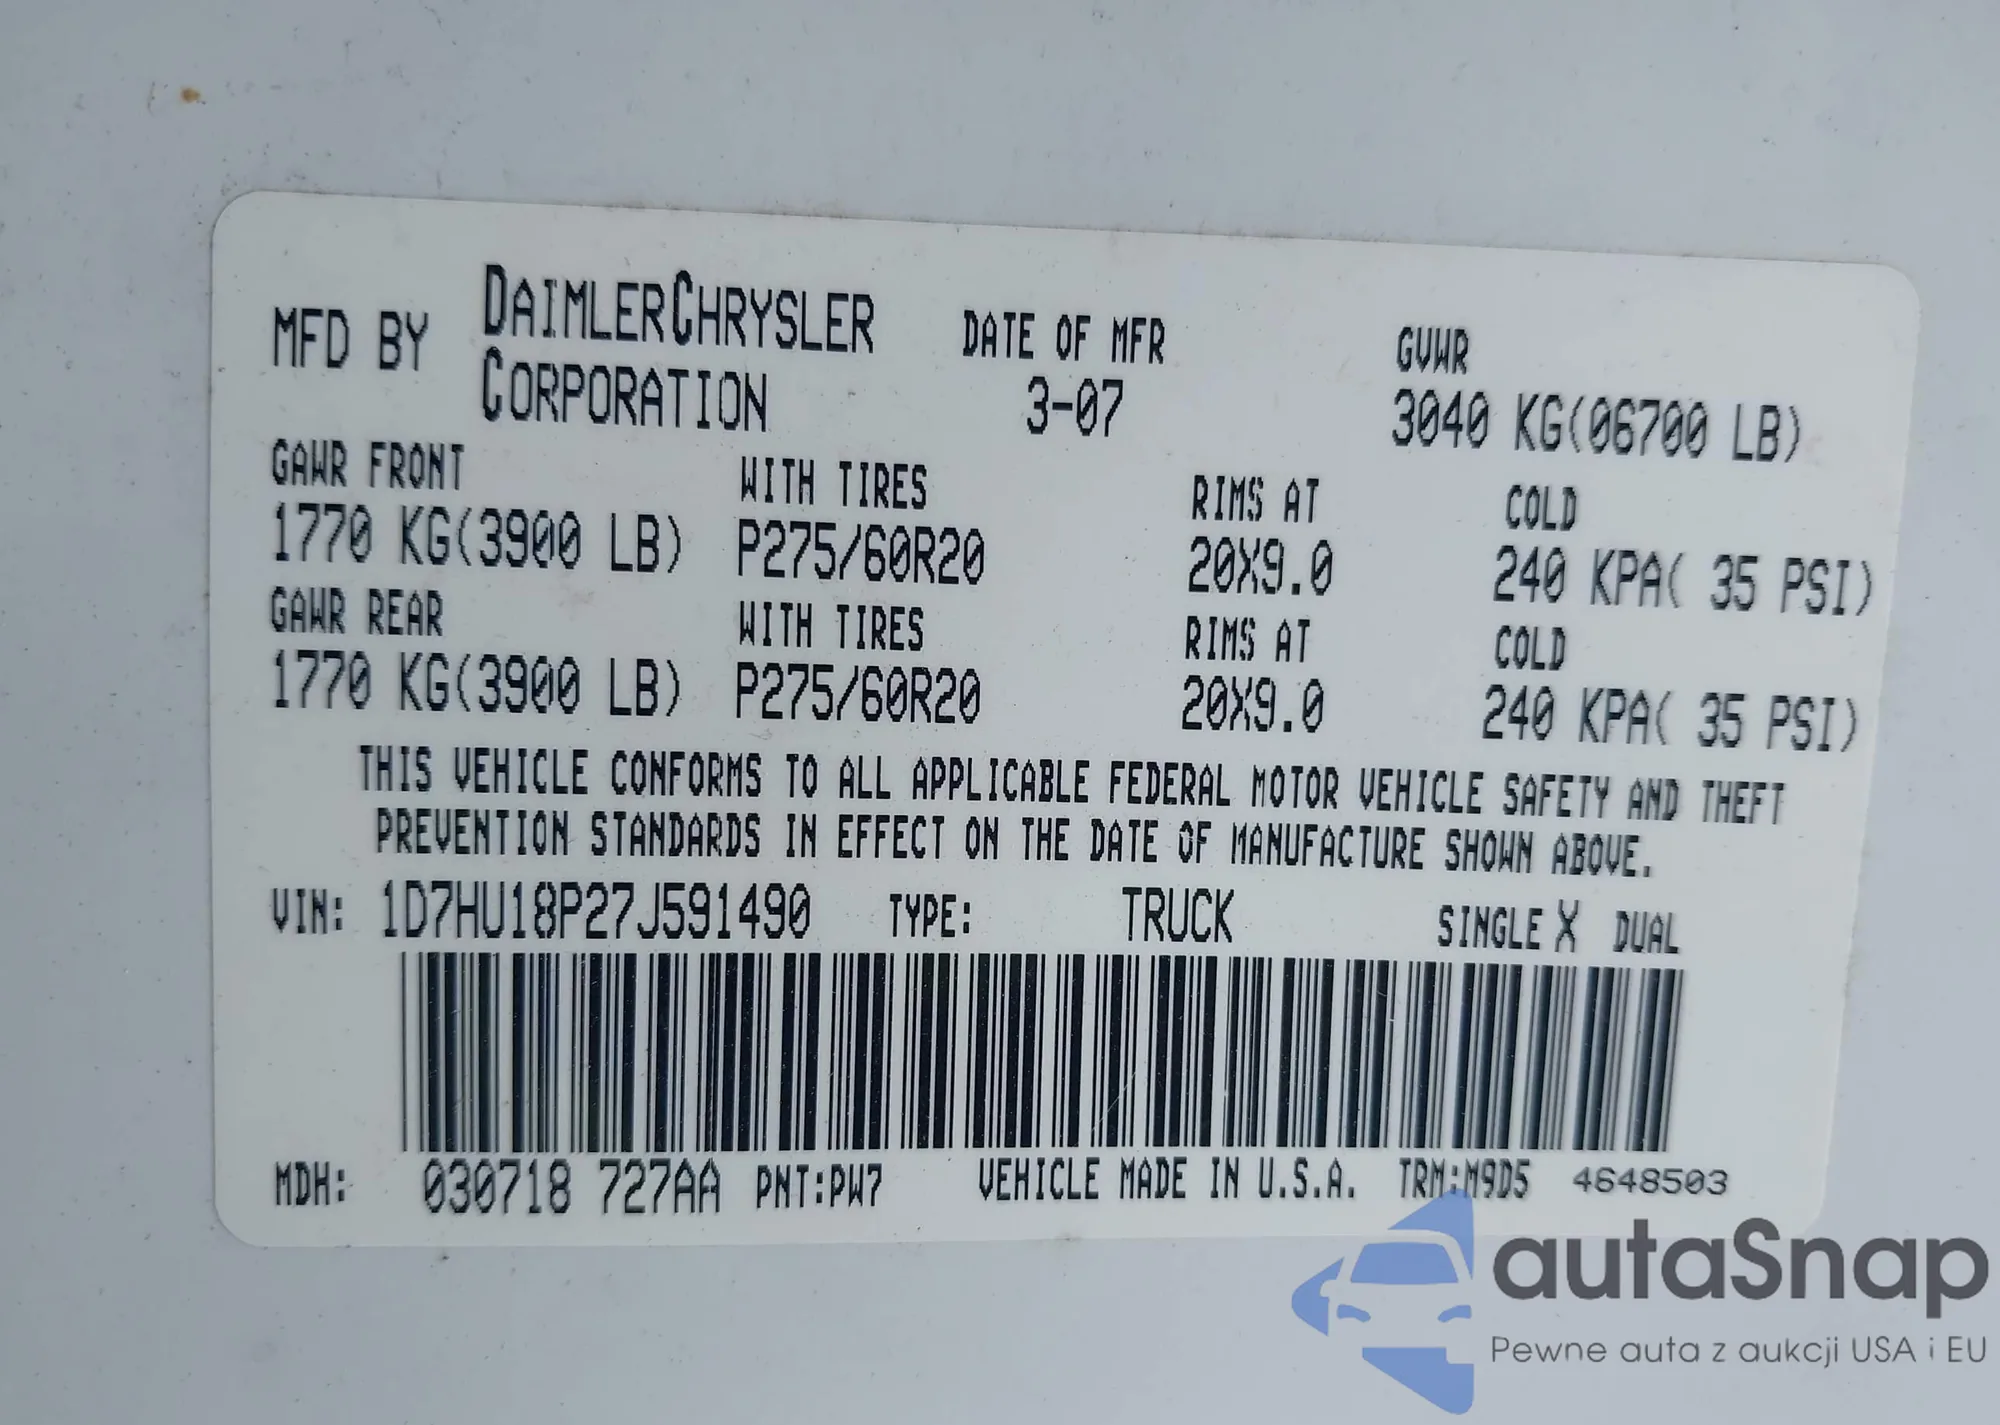 MFD BY DAIMLERCHRYSLER CORPORATION DATE OF MFR 3-07 GVWR 3040 KG(06700 LB)
GAWR FRONT WITH TIRES RIMS AT COLD
1770 KG(3900 LB) P275/60R20 20X9.0 240 KPA( 35 PSI)
GAWR REAR WITH TIRES RIMS AT COLD
1770 KG(3900 LB) P275/60R20 20X9.0 240 KPA( 35 PSI)
THIS VEHICLE CONFORMS TO ALL APPLICABLE FEDERAL MOTOR VEHICLE SAFETY AND THEFT
PREVENTION STANDARDS IN EFFECT ON THE DATE OF MANUFACTURE SHOWN ABOVE.
VIN: 1D7HU18P27J591490 TYPE: TRUCK SINGLE X DUAL
MDH: 030718 727AA PNT:PW7 VEHICLE MADE IN U.S.A. TRM:M9D5 4648503
autaSnap
Pewne auta z aukcji USA i EU